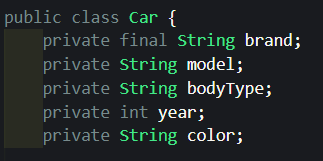 public class Car {
    private final String brand;
    private String model;
    private String bodyType;
    private int year;
    private String color;